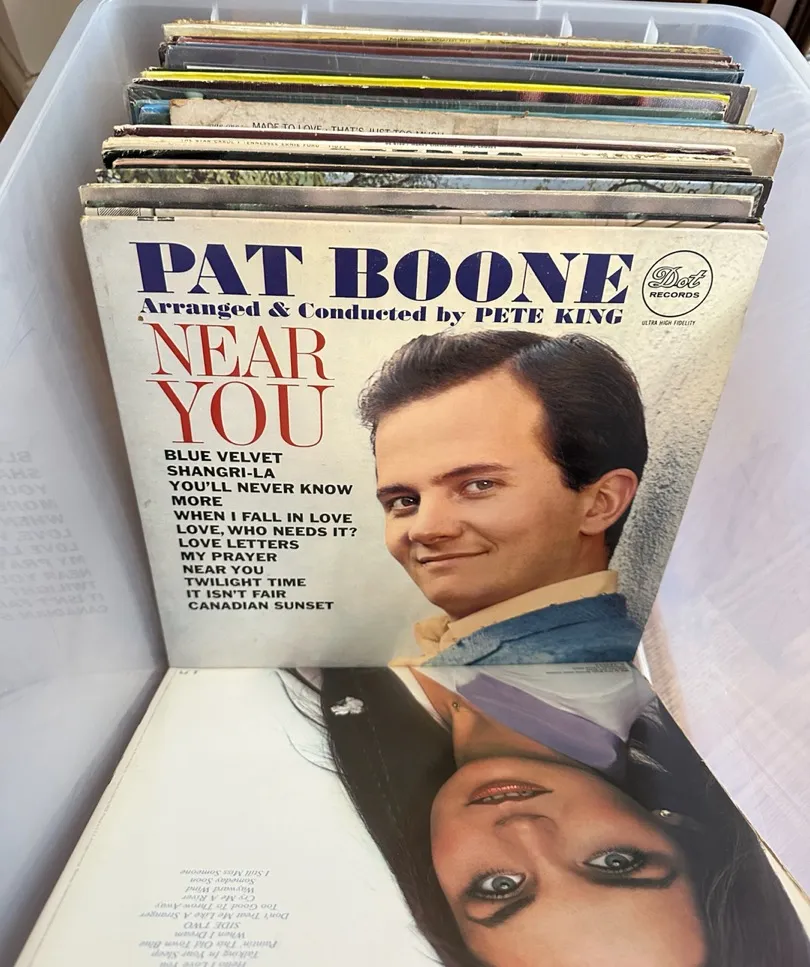 MADE TO LOVE • THAT'S JUST TOO MUCH
PAT BOONE
Arranged & Conducted by PETE KING
Dot
RECORDS
ULTRA HIGH FIDELITY
NEAR
YOU
BLUE VELVET
SHANGRI-LA
YOU'LL NEVER KNOW
MORE
WHEN I FALL IN LOVE
LOVE, WHO NEEDS IT?
LOVE LETTERS
MY PRAYER
NEAR YOU
TWILIGHT TIME
IT ISN'T FAIR
CANADIAN SUNSET
Hello I Love You
Talking In Your Sleep
Paintin' This Old Town Blue
When I Dream
SIDE TWO
Don't Treat Me Like A Stranger
Too Good To Throw Away
Cry Me A River
Wayward Wind
Someday Soon
I Still Miss Someone